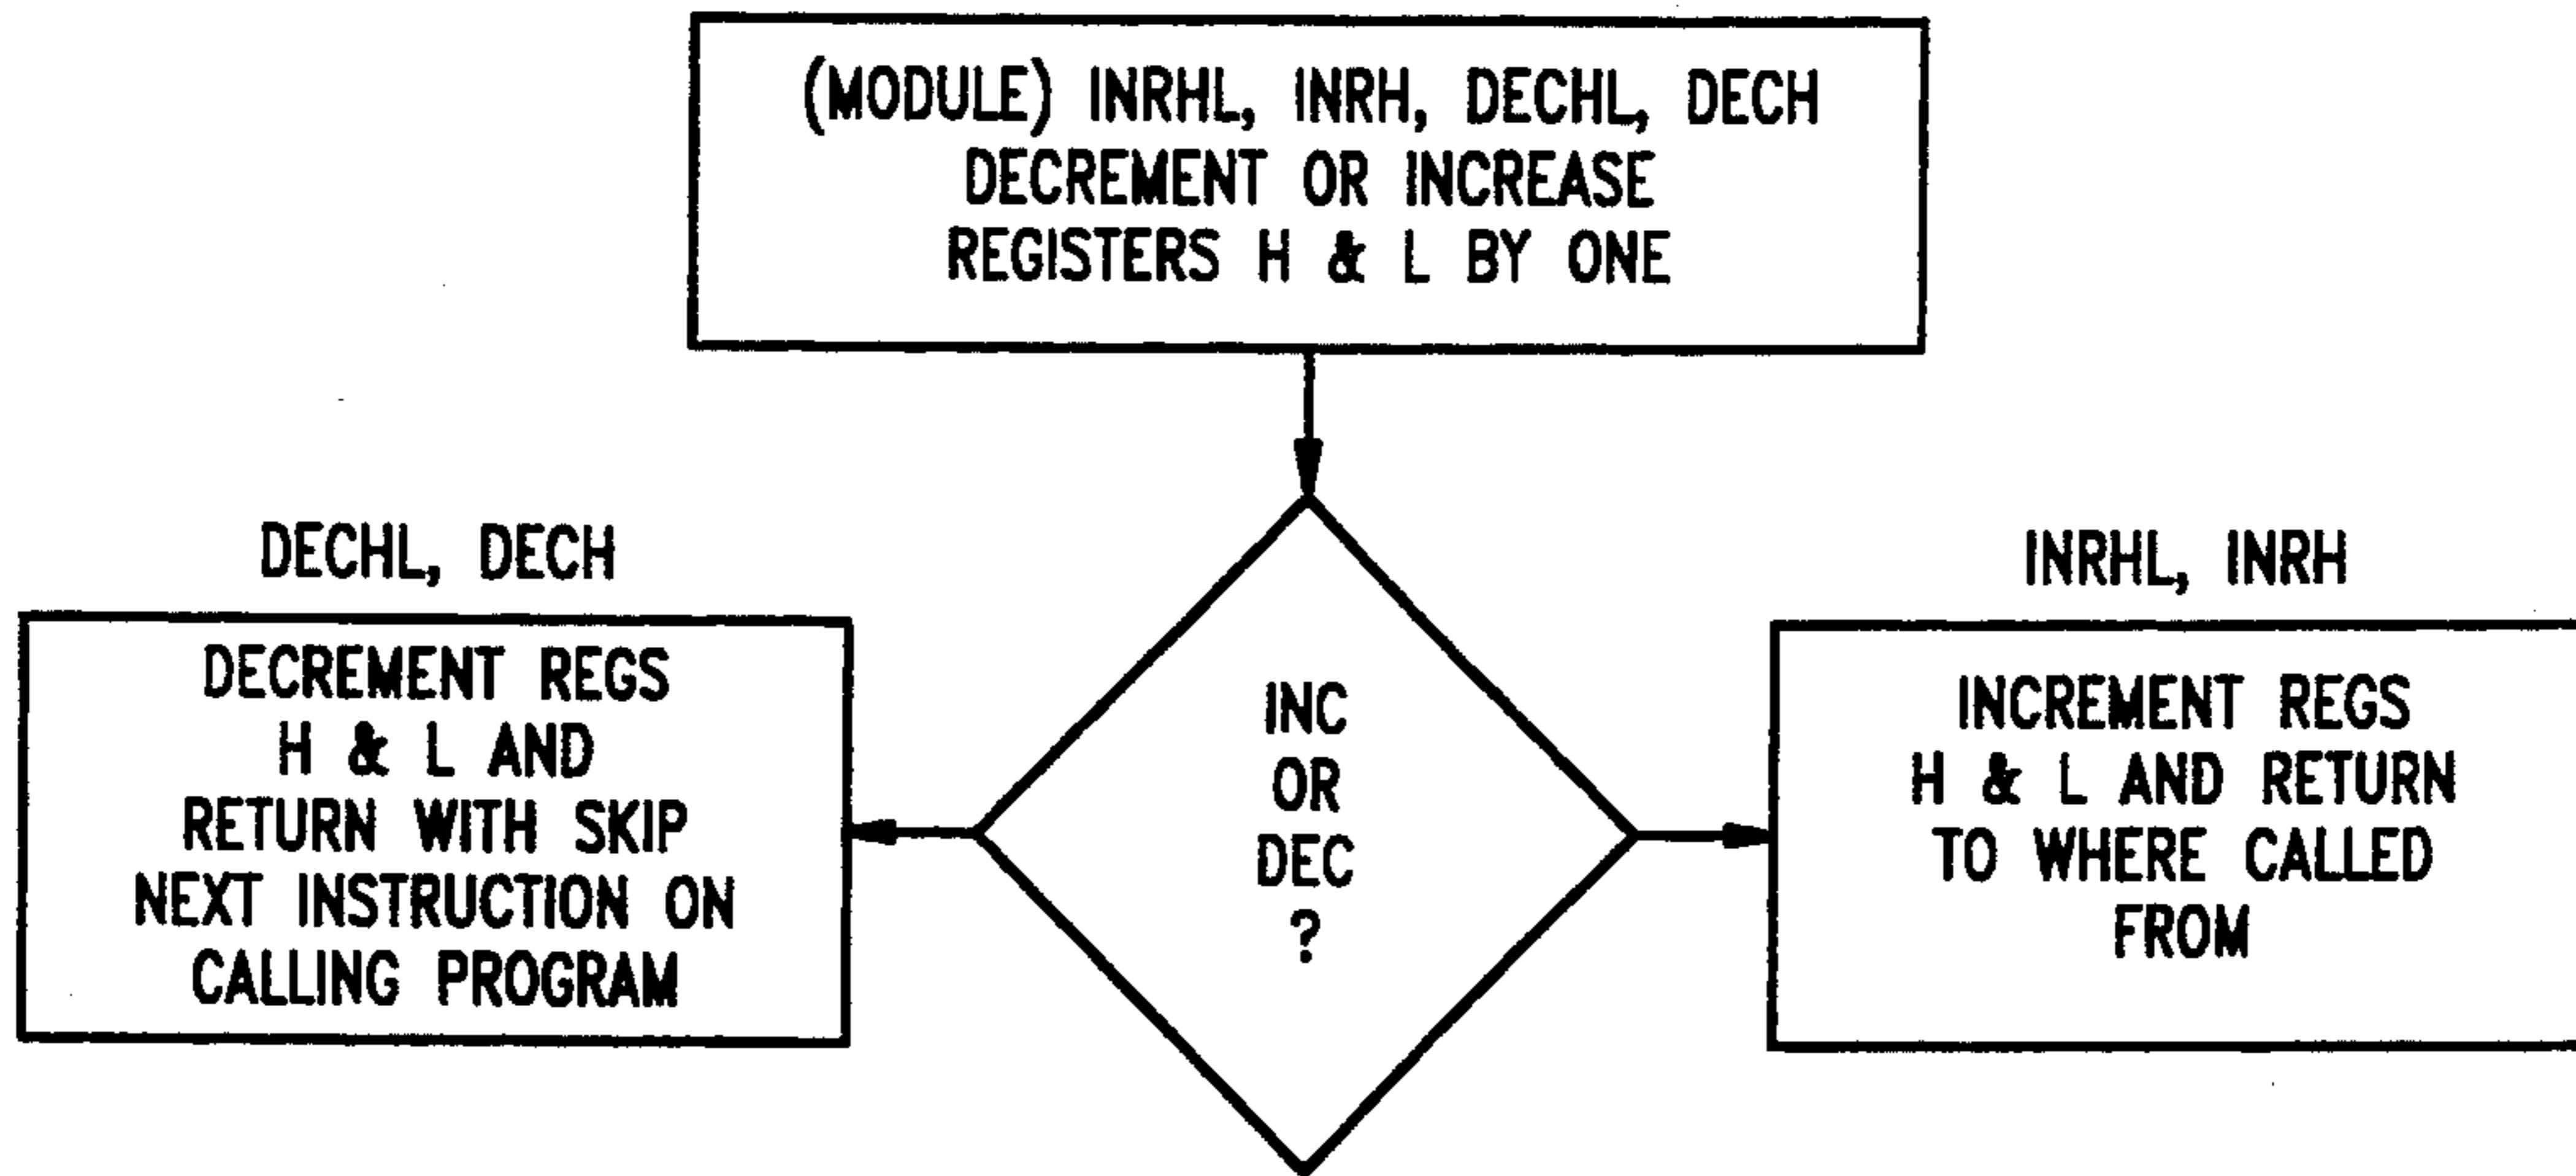 (MODULE) INRHL, INRH, DECHL, DECH
DECREMENT OR INCREASE
REGISTERS H & L BY ONE
DECHL, DECH
DECREMENT REGS
H & L AND
RETURN WITH SKIP
NEXT INSTRUCTION ON
CALLING PROGRAM
INC
OR
DEC
?
INRHL, INRH
INCREMENT REGS
H & L AND RETURN
TO WHERE CALLED
FROM